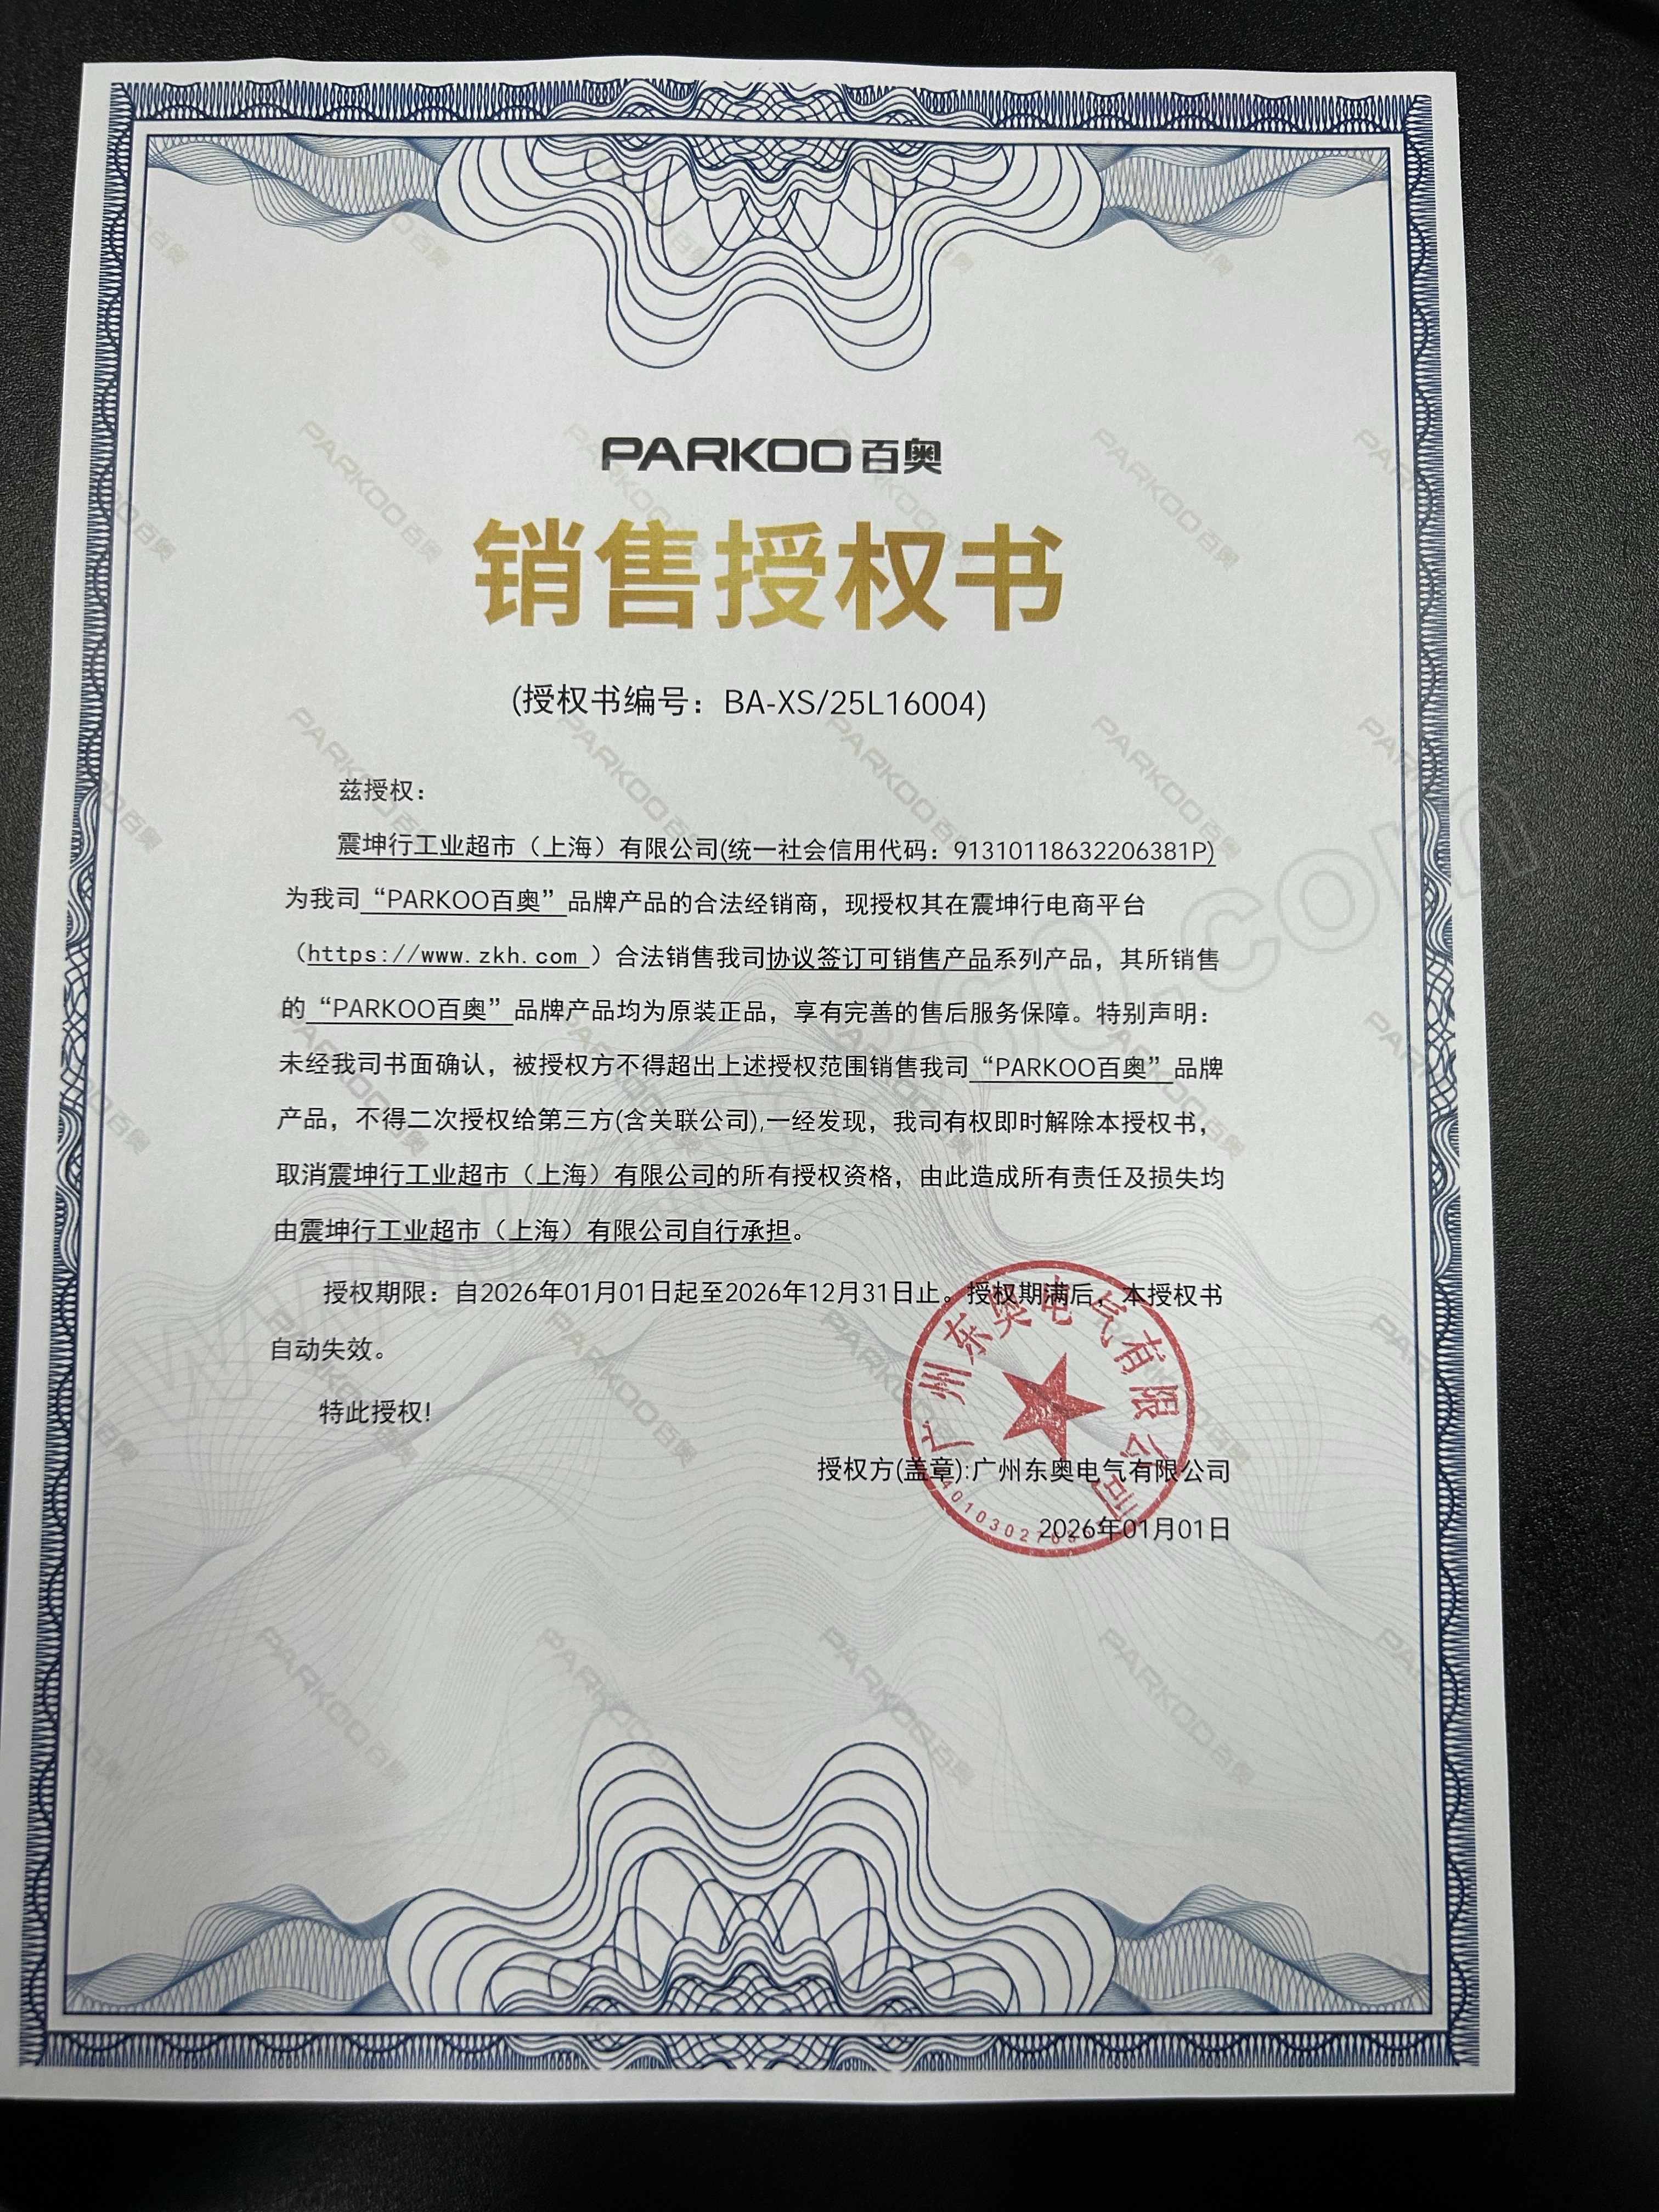 PARKOO百奥
销售授权书
(授权书编号：BA-XS/25L16004)
兹授权：
震坤行工业超市（上海）有限公司(统一社会信用代码：91310118632206381P)
为我司“PARKOO百奥”品牌产品的合法经销商，现授权其在震坤行电商平台
（https://www.zkh.com ）合法销售我司协议签订可销售产品系列产品，其所销售
的“PARKOO百奥”品牌产品均为原装正品，享有完善的售后服务保障。特别声明：
未经我司书面确认，被授权方不得超出上述授权范围销售我司“PARKOO百奥”品牌
产品，不得二次授权给第三方(含关联公司),一经发现，我司有权即时解除本授权书，
取消震坤行工业超市（上海）有限公司的所有授权资格，由此造成所有责任及损失均
由震坤行工业超市（上海）有限公司自行承担。
授权期限：自2026年01月01日起至2026年12月31日止。授权期满后，本授权书
自动失效。
特此授权!
广州东奥电气有限公司
授权方(盖章):广州东奥电气有限公司
2026年01月01日